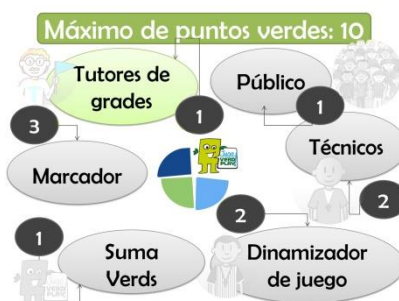 Máximo de puntos verdes: 10
Tutores de
grades
Público
1
1
3
Técnicos
Marcador
2
2
1
Suma
Verds
Dinamizador
de juego